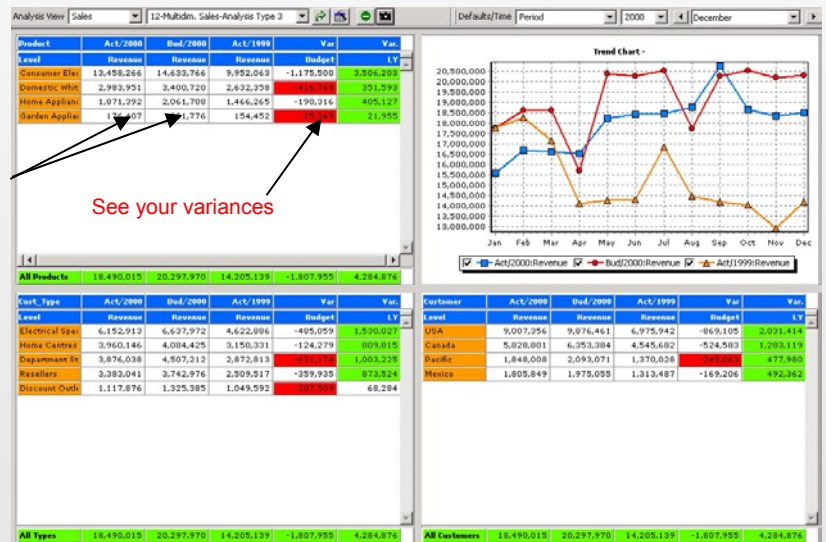 Analysis View Sales 12-Multidim. Sales-Analysis Type 3 Defaults/Time Period 2000 December
Product Act/2000 Bud/2000 Act/1999 Var Var.
Level Revenue Revenue Revenue Budget LY
Consumer Elec 13,458,266 14,633,766 9,952,063 -1,175,500 3,506,203
Domestic Whit 2,983,951 3,400,720 2,632,358 -416,769 351,593
Home Applianc 1,871,392 2,061,708 1,466,265 -190,316 405,127
Garden Applia 154,452 21,955
See your variances
All Products 18,490,015 20,297,970 14,205,139 -1,807,955 4,284,876
Trend Chart -
20,500,000
20,000,000
19,500,000
19,000,000
18,500,000
18,000,000
17,500,000
17,000,000
16,500,000
16,000,000
15,500,000
15,000,000
14,500,000
14,000,000
13,500,000
13,000,000
Jan Feb Mar Apr May Jun Jul Aug Sep Oct Nov Dec
Act/2000:Revenue Bud/2000:Revenue Act/1999:Revenue
Cust_Type Act/2000 Bud/2000 Act/1999 Var Var.
Level Revenue Revenue Revenue Budget LY
Electrical Spec 6,152,913 6,637,972 4,622,886 -485,059 1,530,027
Home Centres 3,960,146 4,084,425 3,150,331 -124,279 809,815
Department St 3,876,038 4,507,212 2,872,813 -631,174 1,003,225
Resellers 3,383,041 3,742,976 2,509,517 -359,935 873,524
Discount Outle 1,117,876 1,325,385 1,049,592 -207,509 68,284
All Types 18,490,015 20,297,970 14,205,139 -1,807,955 4,284,876
Customer Act/2000 Bud/2000 Act/1999 Var Var.
Level Revenue Revenue Revenue Budget LY
USA 9,007,356 9,876,461 6,975,942 -869,105 2,031,414
Canada 5,828,801 6,353,384 4,545,682 -524,583 1,283,119
Pacific 1,848,008 2,093,071 1,370,028 -245,063 477,980
Mexico 1,805,849 1,975,055 1,313,487 -169,206 492,362
All Customers 18,490,015 20,297,970 14,205,139 -1,807,955 4,284,876